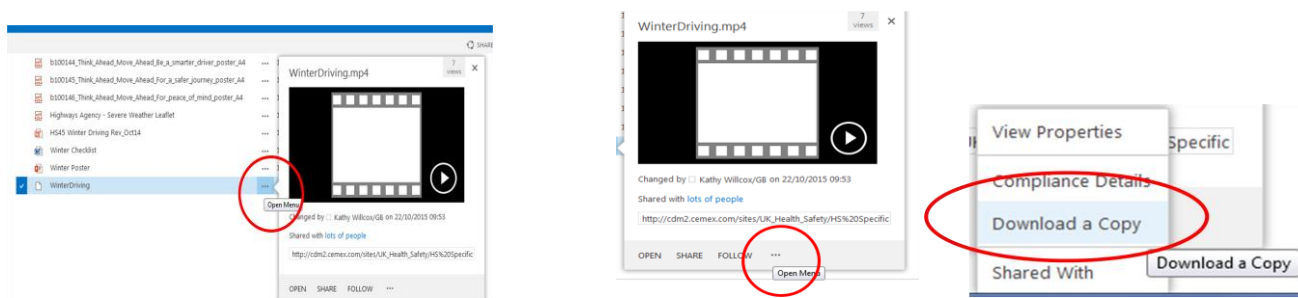 SHARE
b100144_Think_Ahead_Move_Ahead_Be_a_smarter_driver_poster_A4 ...
b100145_Think_Ahead_Move_Ahead_For_a_safer_journey_poster_A4 ...
b100146_Think_Ahead_Move_Ahead_For_peace_of_mind_poster_A4 ...
Highways Agency - Severe Weather Leaflet ...
HS45 Winter Driving Rev_Oct14 ...
Winter Checklist ...
Winter Poster ...
WinterDriving ...
Open Menu
WinterDriving.mp4
7
views
Changed by Kathy Willcox/GB on 22/10/2015 09:53
Shared with lots of people
http://cdm2.cemex.com/sites/UK_Health_Safety/HS%20Specific
OPEN SHARE FOLLOW ...
WinterDriving.mp4
7
views
Changed by Kathy Willcox/GB on 22/10/2015 09:53
Shared with lots of people
http://cdm2.cemex.com/sites/UK_Health_Safety/HS%20Specific
OPEN SHARE FOLLOW ...
Open Menu
View Properties
Specific
Compliance Details
Download a Copy
Shared With
Download a Copy